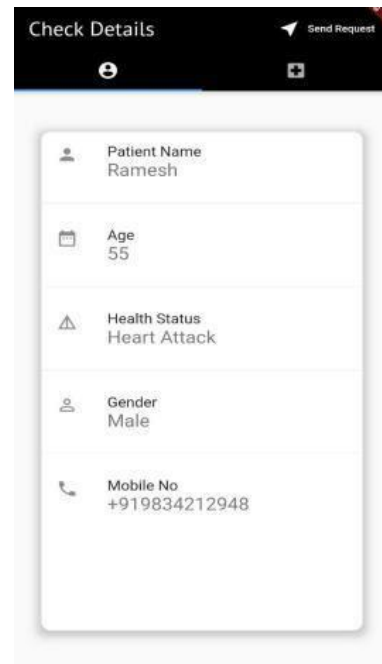 Check Details
Send Request
Patient Name
Ramesh
Age
55
Health Status
Heart Attack
Gender
Male
Mobile No
+919834212948